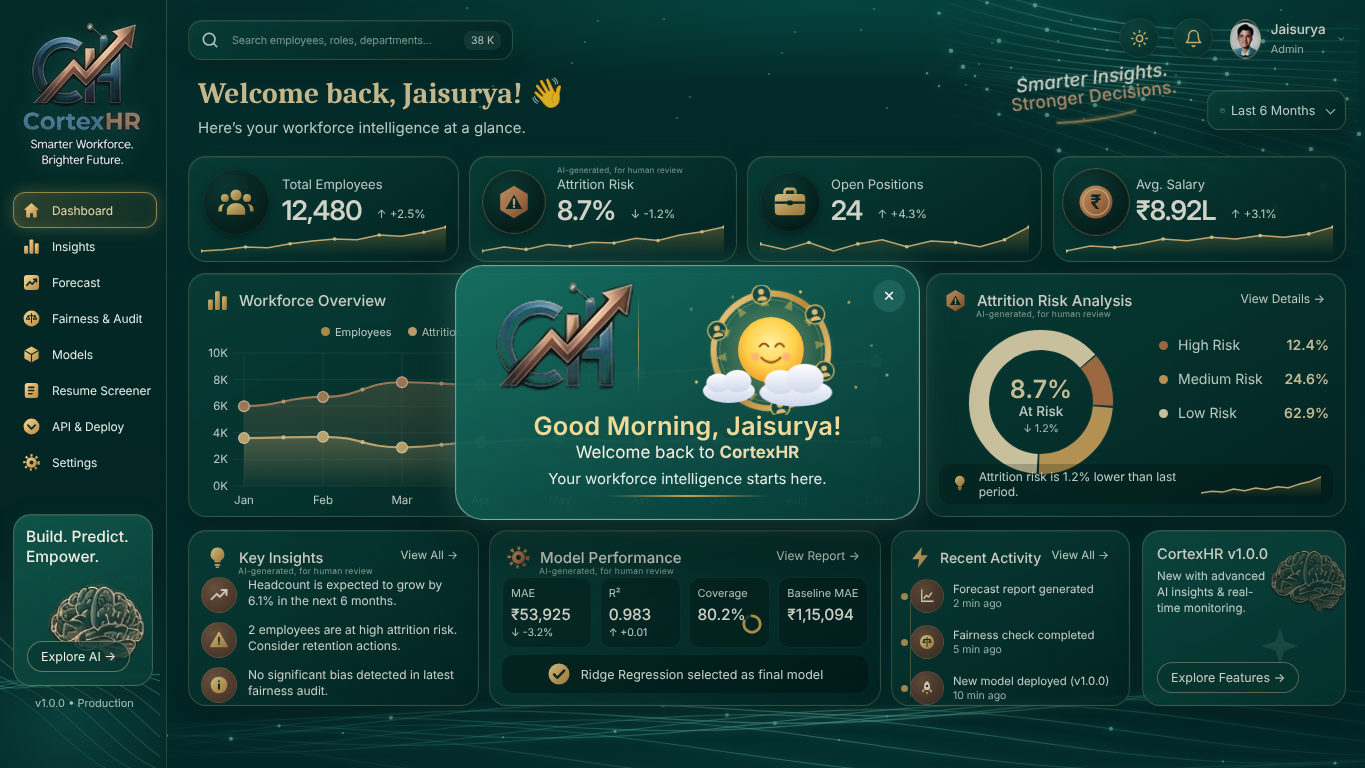 CH
CortexHR
Smarter Workforce.
Brighter Future.
Dashboard
Insights
Forecast
Fairness & Audit
Models
Resume Screener
API & Deploy
Settings
Build. Predict.
Empower.
Explore AI →
v1.0.0 • Production
Search employees, roles, departments...
38 K
Jaisurya
Admin
Welcome back, Jaisurya! 👋
Here's your workforce intelligence at a glance.
Smarter Insights.
Stronger Decisions.
Last 6 Months
Total Employees
12,480 ↑ +2.5%
AI-generated, for human review
Attrition Risk
8.7% ↓ -1.2%
Open Positions
24 ↑ +4.3%
Avg. Salary
₹8.92L ↑ +3.1%
Workforce Overview
Employees
Attritio
10K
8K
6K
4K
2K
0K
Jan
Feb
Mar
Apr
May
Aug
Sep
CH
✕
Good Morning, Jaisurya!
Welcome back to CortexHR
Your workforce intelligence starts here.
Attrition Risk Analysis
View Details →
AI-generated, for human review
8.7%
At Risk
↓ 1.2%
High Risk 12.4%
Medium Risk 24.6%
Low Risk 62.9%
Attrition risk is 1.2% lower than last
period.
Key Insights
View All →
AI-generated, for human review
Headcount is expected to grow by
6.1% in the next 6 months.
2 employees are at high attrition risk.
Consider retention actions.
No significant bias detected in latest
fairness audit.
Model Performance
View Report →
AI-generated, for human review
MAE
₹53,925
↓ -3.2%
R²
0.983
↑ +0.01
Coverage
80.2%
Baseline MAE
₹1,15,094
Ridge Regression selected as final model
Recent Activity
View All →
Forecast report generated
2 min ago
Fairness check completed
5 min ago
New model deployed (v1.0.0)
10 min ago
CortexHR v1.0.0
New with advanced
AI insights & real-
time monitoring.
Explore Features →